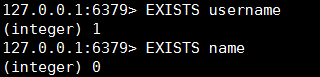 127.0.0.1:6379> EXISTS username
(integer) 1
127.0.0.1:6379> EXISTS name
(integer) 0